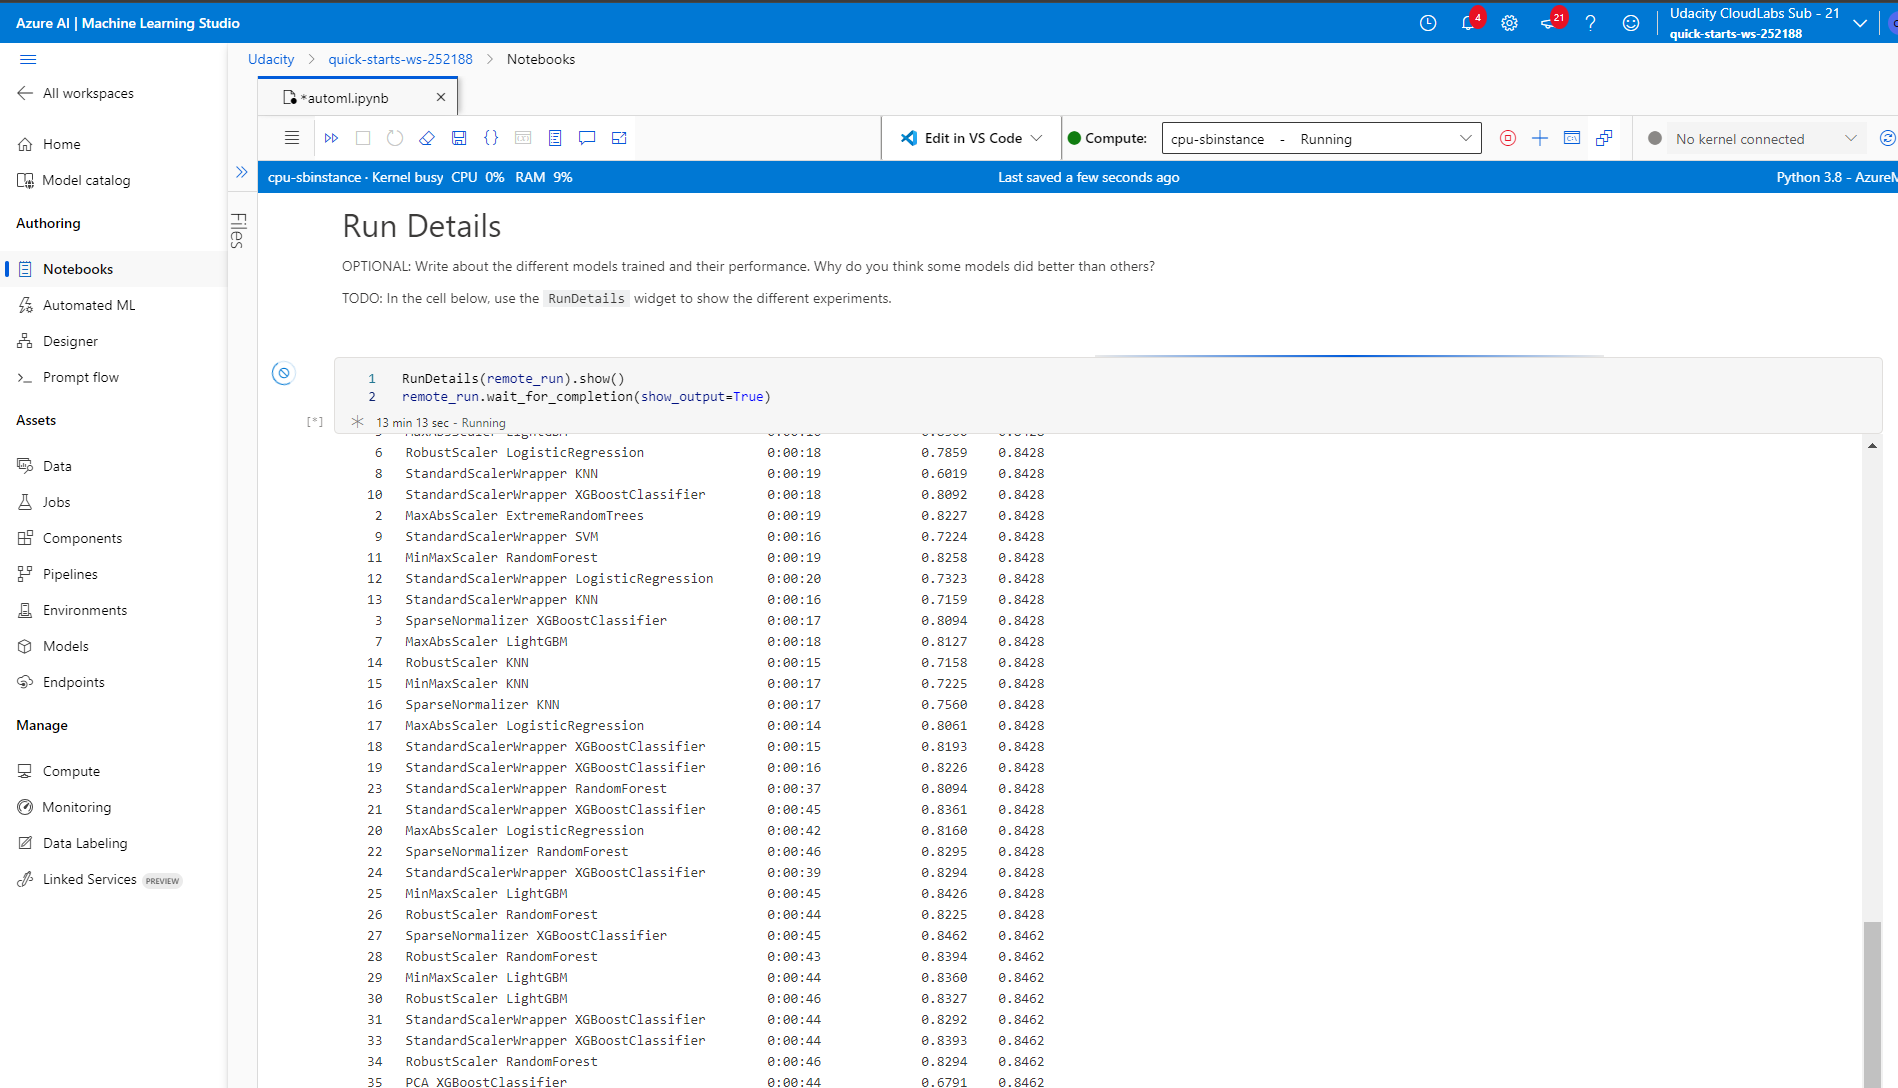 Azure AI | Machine Learning Studio
4
21
Udacity CloudLabs Sub - 21
quick-starts-ws-252188
All workspaces
Home
Model catalog
Authoring
Notebooks
Automated ML
Designer
Prompt flow
Assets
Data
Jobs
Components
Pipelines
Environments
Models
Endpoints
Manage
Compute
Monitoring
Data Labeling
Linked Services PREVIEW
Files
Udacity > quick-starts-ws-252188 > Notebooks
*automl.ipynb
Edit in VS Code
Compute: cpu-sbinstance - Running
No kernel connected
cpu-sbinstance · Kernel busy CPU 0% RAM 9%
Last saved a few seconds ago
Python 3.8 - AzureM
Run Details
OPTIONAL: Write about the different models trained and their performance. Why do you think some models did better than others?
TODO: In the cell below, use the RunDetails widget to show the different experiments.
1 RunDetails(remote_run).show()
2 remote_run.wait_for_completion(show_output=True)
[*] 13 min 13 sec - Running
6 RobustScaler LogisticRegression 0:00:18 0.7859 0.8428
8 StandardScalerWrapper KNN 0:00:19 0.6019 0.8428
10 StandardScalerWrapper XGBoostClassifier 0:00:18 0.8092 0.8428
2 MaxAbsScaler ExtremeRandomTrees 0:00:19 0.8227 0.8428
9 StandardScalerWrapper SVM 0:00:16 0.7224 0.8428
11 MinMaxScaler RandomForest 0:00:19 0.8258 0.8428
12 StandardScalerWrapper LogisticRegression 0:00:20 0.7323 0.8428
13 StandardScalerWrapper KNN 0:00:16 0.7159 0.8428
3 SparseNormalizer XGBoostClassifier 0:00:17 0.8094 0.8428
7 MaxAbsScaler LightGBM 0:00:18 0.8127 0.8428
14 RobustScaler KNN 0:00:15 0.7158 0.8428
15 MinMaxScaler KNN 0:00:17 0.7225 0.8428
16 SparseNormalizer KNN 0:00:17 0.7560 0.8428
17 MaxAbsScaler LogisticRegression 0:00:14 0.8061 0.8428
18 StandardScalerWrapper XGBoostClassifier 0:00:15 0.8193 0.8428
19 StandardScalerWrapper XGBoostClassifier 0:00:16 0.8226 0.8428
23 StandardScalerWrapper RandomForest 0:00:37 0.8094 0.8428
21 StandardScalerWrapper XGBoostClassifier 0:00:45 0.8361 0.8428
20 MaxAbsScaler LogisticRegression 0:00:42 0.8160 0.8428
22 SparseNormalizer RandomForest 0:00:46 0.8295 0.8428
24 StandardScalerWrapper XGBoostClassifier 0:00:39 0.8294 0.8428
25 MinMaxScaler LightGBM 0:00:45 0.8426 0.8428
26 RobustScaler RandomForest 0:00:44 0.8225 0.8428
27 SparseNormalizer XGBoostClassifier 0:00:45 0.8462 0.8462
28 RobustScaler RandomForest 0:00:43 0.8394 0.8462
29 MinMaxScaler LightGBM 0:00:44 0.8360 0.8462
30 RobustScaler LightGBM 0:00:46 0.8327 0.8462
31 StandardScalerWrapper XGBoostClassifier 0:00:44 0.8292 0.8462
33 StandardScalerWrapper XGBoostClassifier 0:00:44 0.8393 0.8462
34 RobustScaler RandomForest 0:00:46 0.8294 0.8462
35 PCA XGBoostClassifier 0:00:44 0.6791 0.8462